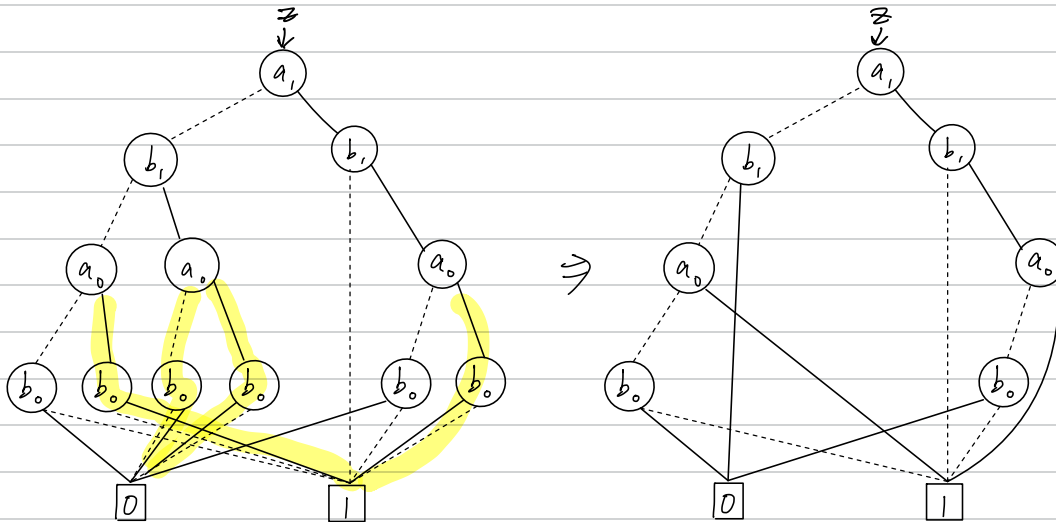 z z
a₁ a₁
b₁ b₁ b₁ b₁
a₀ a₀ a₀ ⇒ a₀ a₀
b₀ b₀ b₀ b₀ b₀ b₀ b₀ b₀
0 1 0 1